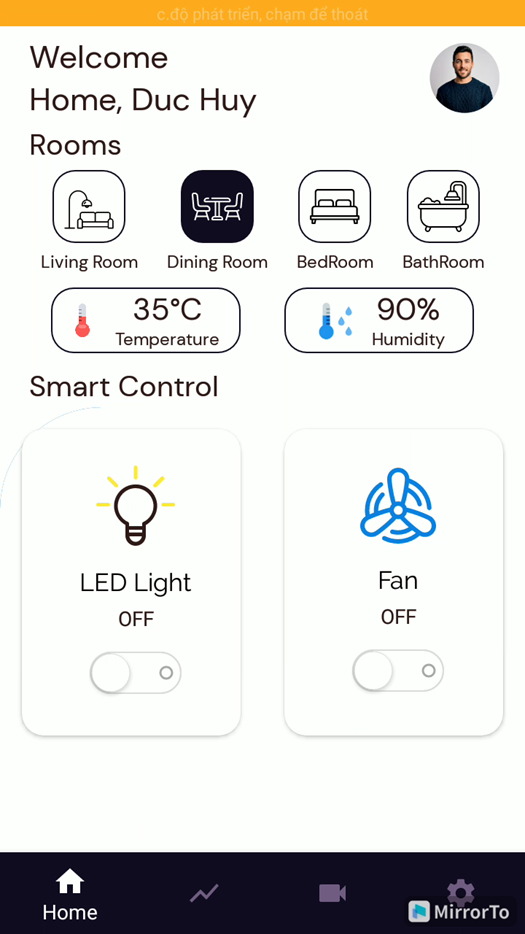 c.độ phát triển, chạm để thoát
Welcome
Home, Duc Huy
Rooms
Living Room
Dining Room
BedRoom
BathRoom
35°C
Temperature
90%
Humidity
Smart Control
LED Light
OFF
Fan
OFF
Home
MirrorTo